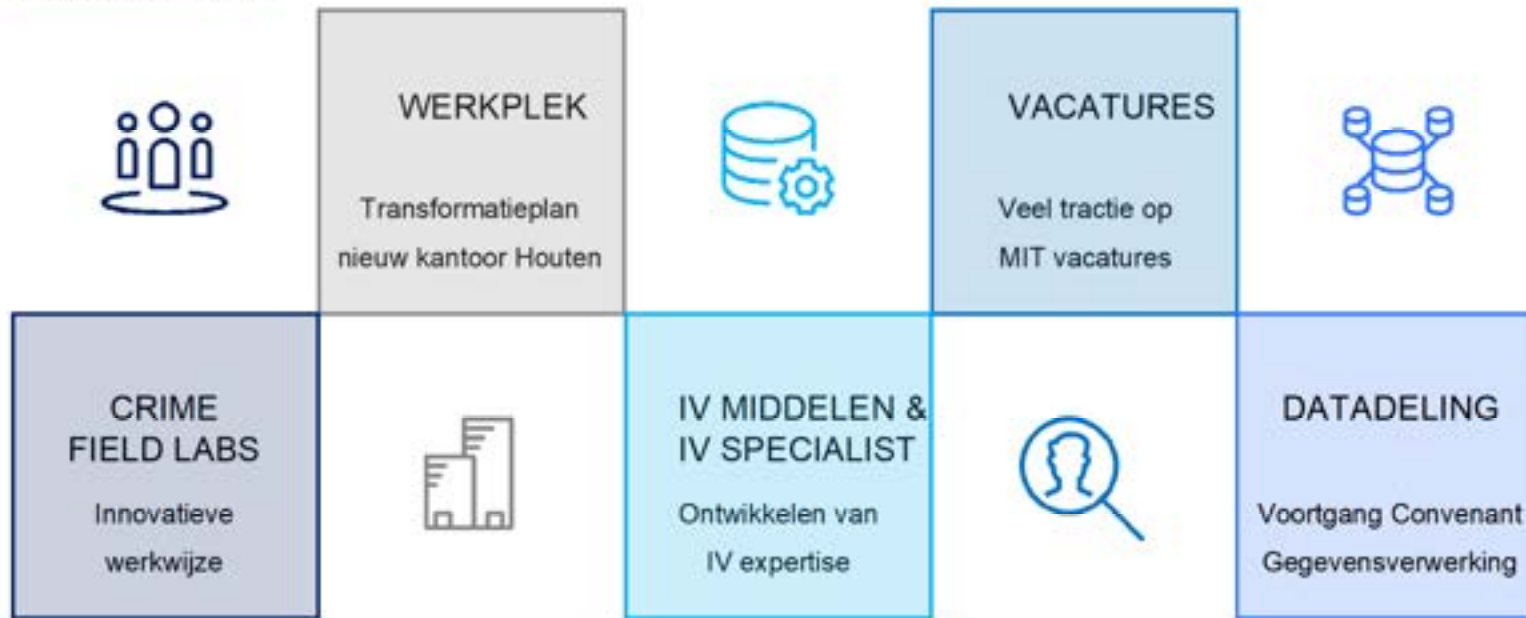 WERKPLEK
Transformatieplan
nieuw kantoor Houten
VACATURES
Veel tractie op
MIT vacatures
CRIME
FIELD LABS
Innovatieve
werkwijze
IV MIDDELEN &
IV SPECIALIST
Ontwikkelen van
IV expertise
DATADELING
Voortgang Convenant
Gegevensverwerking